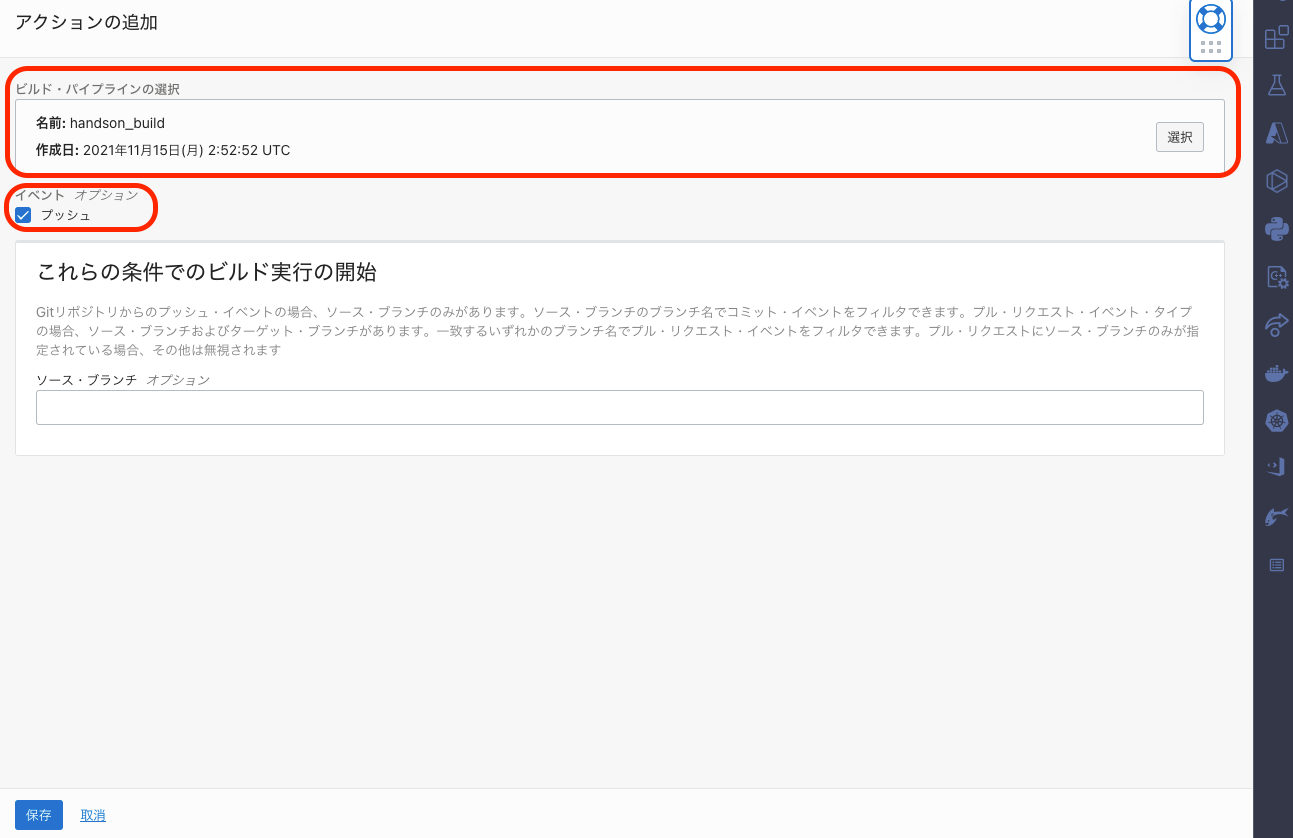 アクションの追加
ビルド・パイプラインの選択
名前: handson_build
作成日: 2021年11月15日(月) 2:52:52 UTC
選択
イベント オプション
プッシュ
これらの条件でのビルド実行の開始
Gitリポジトリからのプッシュ・イベントの場合、ソース・ブランチのみがあります。ソース・ブランチのブランチ名でコミット・イベントをフィルタできます。プル・リクエスト・イベント・タイプ
の場合、ソース・ブランチおよびターゲット・ブランチがあります。一致するいずれかのブランチ名でプル・リクエスト・イベントをフィルタできます。プル・リクエストにソース・ブランチのみが指
定されている場合、その他は無視されます
ソース・ブランチ オプション
保存 取消